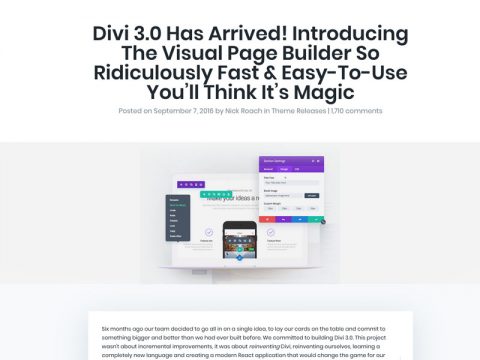 Divi 3.0 Has Arrived! Introducing
The Visual Page Builder So
Ridiculously Fast & Easy-To-Use
You’ll Think It’s Magic
Posted on September 7, 2016 by Nick Roach in Theme Releases | 1,710 comments
Section Settings
make your ideas a r
Six months ago our team decided to go all in on a single idea, to lay our cards on the table and commit to
something bigger and better than we had ever built before. We committed to building Divi 3.0. This project
wasn't about incremental improvements, it was about reinventing Divi, reinventing ourselves, learning a
completely new language and creating a modern React application that would change the game for our